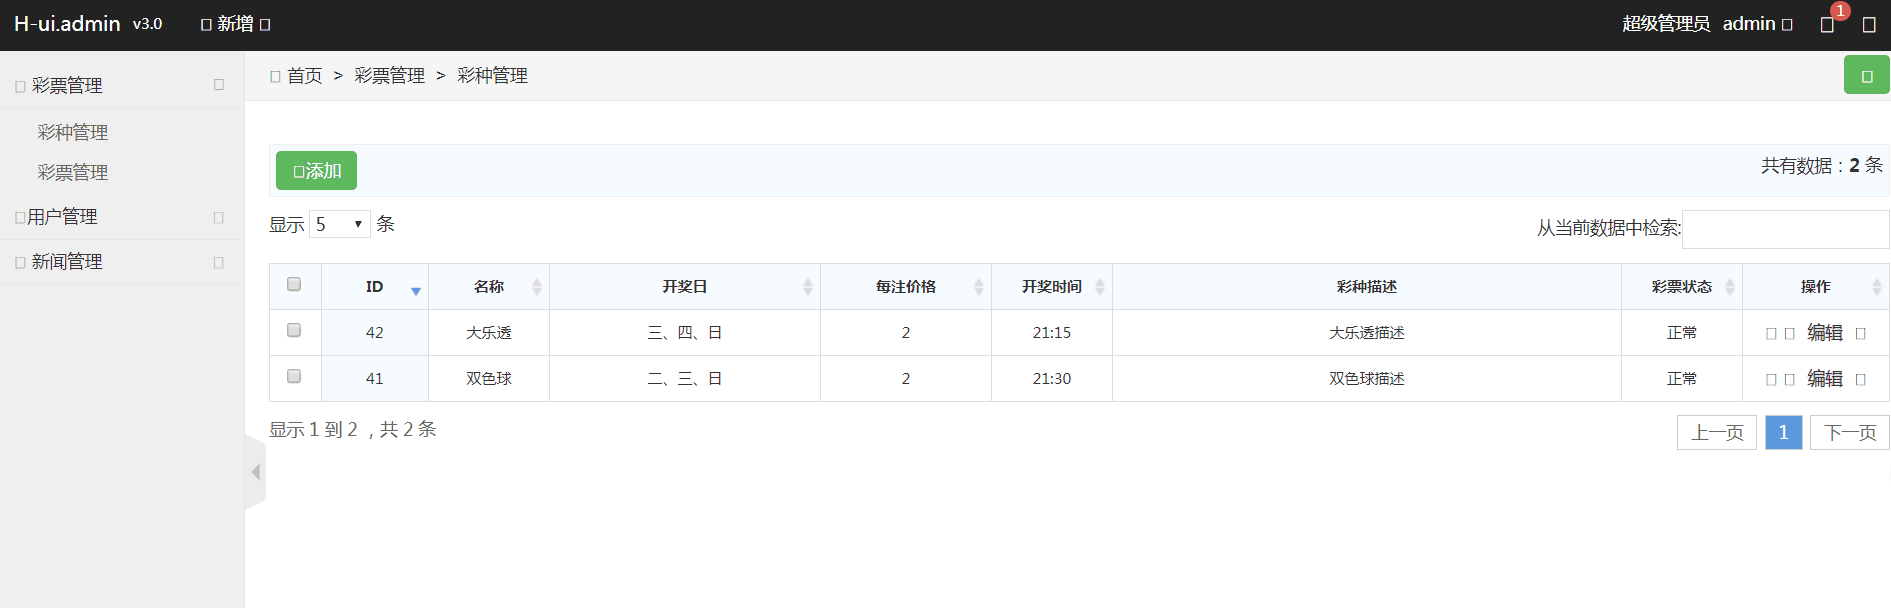 H-ui.admin v3.0 新增 超级管理员 admin 1
彩票管理
彩种管理
彩票管理
用户管理
新闻管理
首页 > 彩票管理 > 彩种管理
添加 共有数据：2 条
显示 5 条 从当前数据中检索:
ID 名称 开奖日 每注价格 开奖时间 彩种描述 彩票状态 操作
42 大乐透 三、四、日 2 21:15 大乐透描述 正常 编辑
41 双色球 二、三、日 2 21:30 双色球描述 正常 编辑
显示 1 到 2 ，共 2 条 上一页 1 下一页